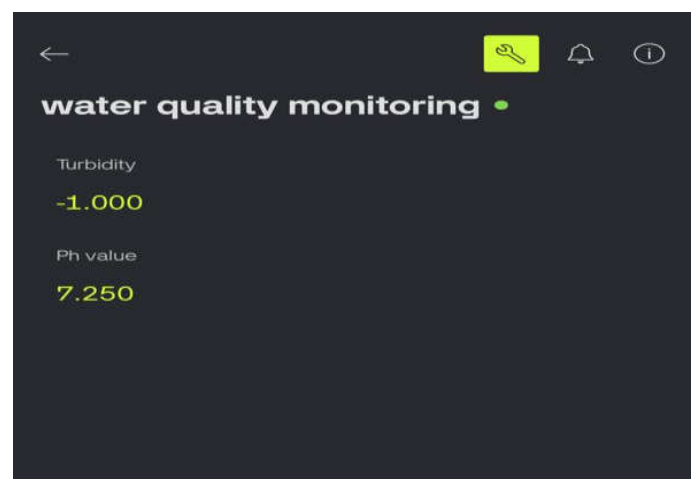 water quality monitoring
Turbidity
-1.000
Ph value
7.250